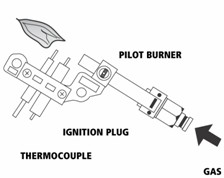 PILOT BURNER
IGNITION PLUG
THERMOCOUPLE
GAS